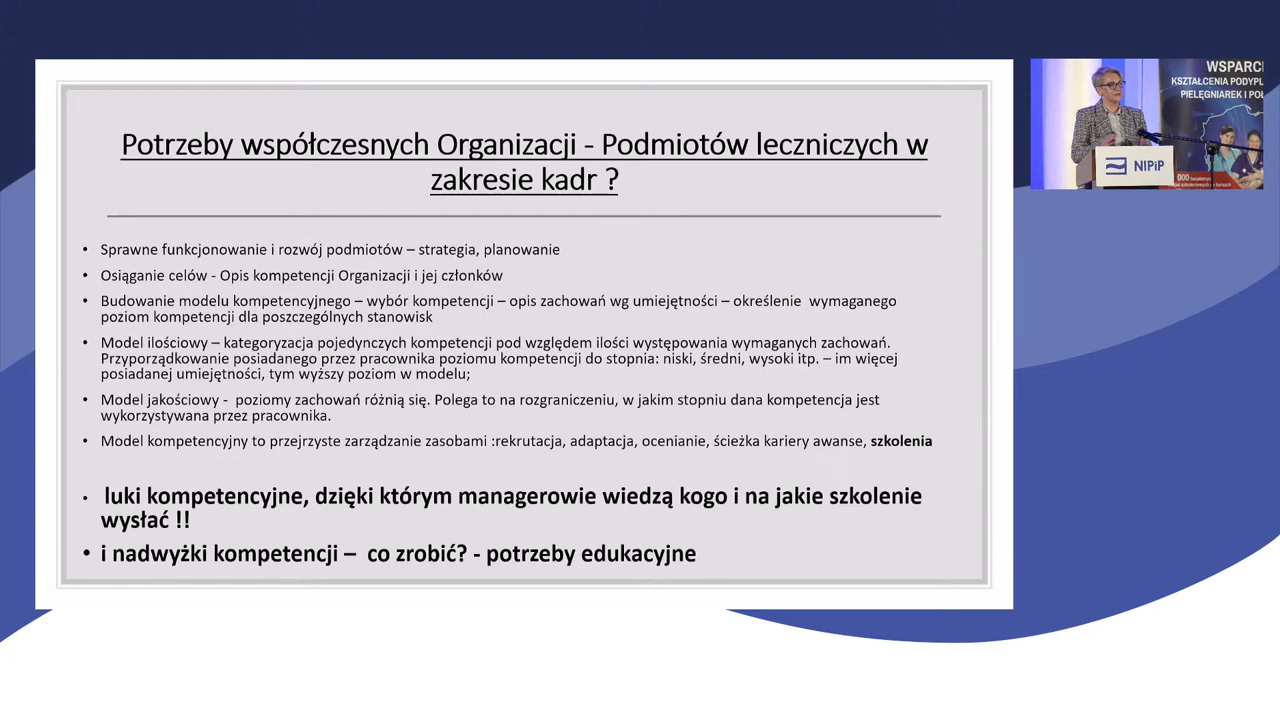 Potrzeby współczesnych Organizacji - Podmiotów leczniczych w
zakresie kadr ?
• Sprawne funkcjonowanie i rozwój podmiotów – strategia, planowanie
• Osiąganie celów - Opis kompetencji Organizacji i jej członków
• Budowanie modelu kompetencyjnego – wybór kompetencji – opis zachowań wg umiejętności – określenie wymaganego
poziom kompetencji dla poszczególnych stanowisk
• Model ilościowy – kategoryzacja pojedynczych kompetencji pod względem ilości występowania wymaganych zachowań.
Przyporządkowanie posiadanego przez pracownika poziomu kompetencji do stopnia: niski, średni, wysoki itp. – im więcej
posiadanej umiejętności, tym wyższy poziom w modelu;
• Model jakościowy - poziomy zachowań różnią się. Polega to na rozgraniczeniu, w jakim stopniu dana kompetencja jest
wykorzystywana przez pracownika.
• Model kompetencyjny to przejrzyste zarządzanie zasobami :rekrutacja, adaptacja, ocenianie, ścieżka kariery awanse, szkolenia
• luki kompetencyjne, dzięki którym managerowie wiedzą kogo i na jakie szkolenie
wysłać !!
• i nadwyżki kompetencji – co zrobić? - potrzeby edukacyjne
WSPARCI
KSZTAŁCENIA PODYPL
PIELĘGNIAREK I POŁ
NIPiP
000